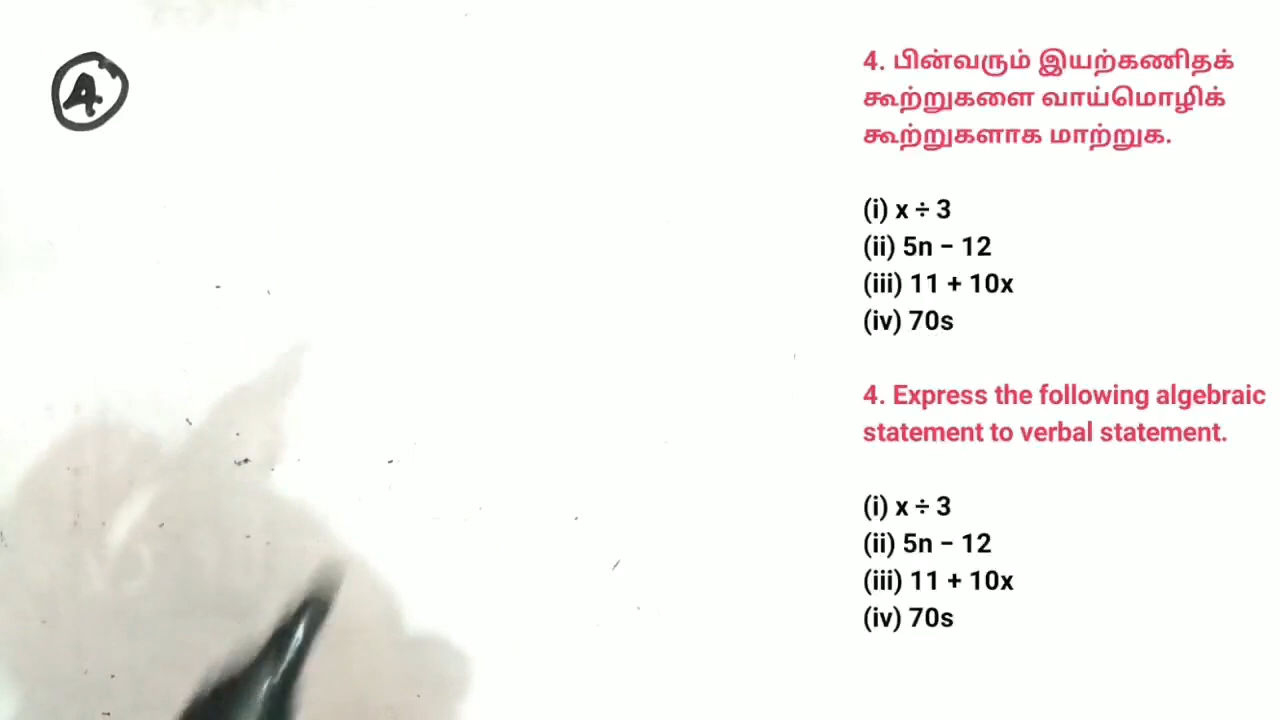 4
4. பின்வரும் இயற்கணிதக்
கூற்றுகளை வாய்மொழிக்
கூற்றுகளாக மாற்றுக.
(i) x ÷ 3
(ii) 5n − 12
(iii) 11 + 10x
(iv) 70s
4. Express the following algebraic
statement to verbal statement.
(i) x ÷ 3
(ii) 5n − 12
(iii) 11 + 10x
(iv) 70s